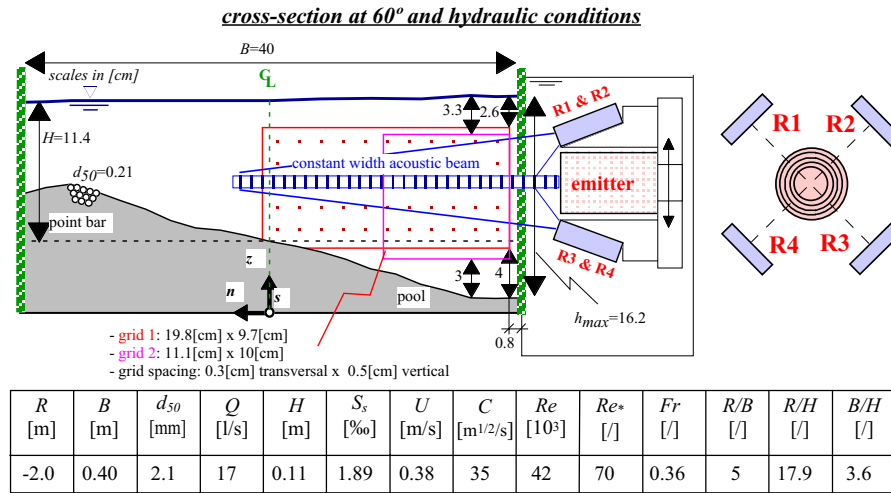 cross-section at 60º and hydraulic conditions
B=40
scales in [cm]
C
L
3.3
2.6
R1 & R2
R1
R2
H=11.4
d50=0.21
constant width acoustic beam
emitter
point bar
R4
R3
R3 & R4
z
3
4
n
s
pool
hmax=16.2
0.8
- grid 1: 19.8[cm] x 9.7[cm]
- grid 2: 11.1[cm] x 10[cm]
- grid spacing: 0.3[cm] transversal x 0.5[cm] vertical
R B d50 Q H Ss U C Re Re* Fr R/B R/H B/H
[m] [m] [mm] [l/s] [m] [‰] [m/s] [m1/2/s] [103] [/] [/] [/] [/] [/]
-2.0 0.40 2.1 17 0.11 1.89 0.38 35 42 70 0.36 5 17.9 3.6